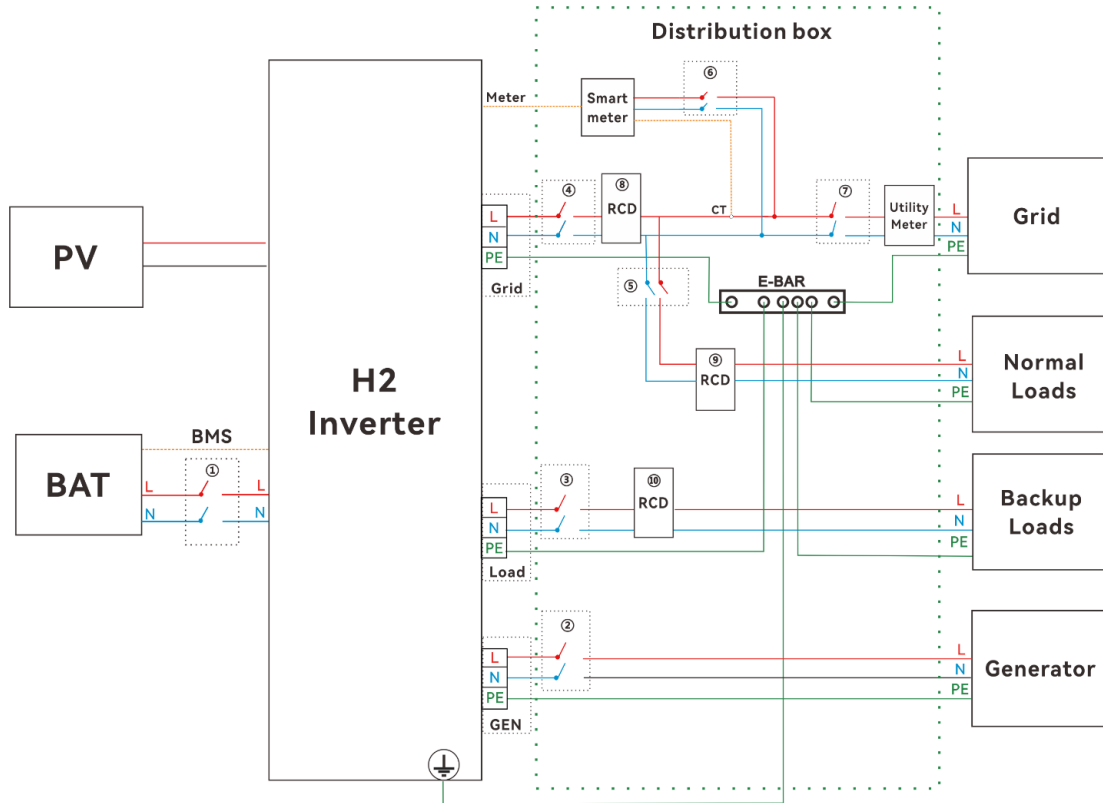 Distribution box
⑥
Meter
Smart
meter
④
⑧
RCD
CT
⑦
Utility
Meter
L
N
PE
Grid
L
N
PE
Grid
PV
⑤
E-BAR
H2
Inverter
⑨
RCD
L
N
PE
Normal
Loads
BAT
BMS
①
L
N
L
N
L
N
PE
Load
③
⑩
RCD
L
N
PE
Backup
Loads
L
N
PE
GEN
②
L
N
PE
Generator